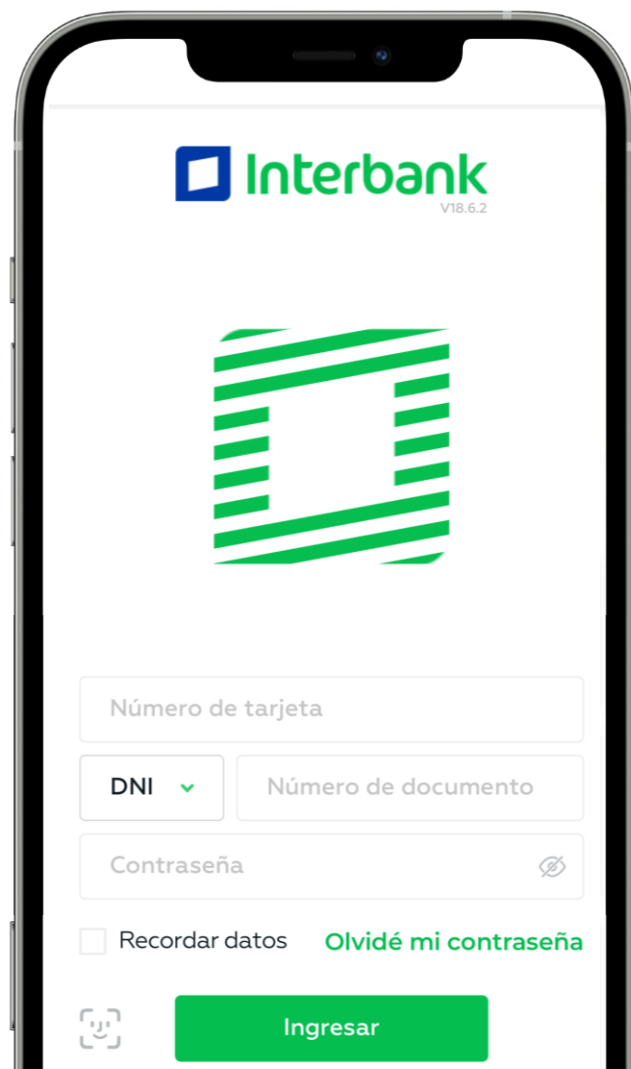 Interbank
V18.6.2
Número de tarjeta
DNI
Número de documento
Contraseña
Recordar datos
Olvidé mi contraseña
Ingresar